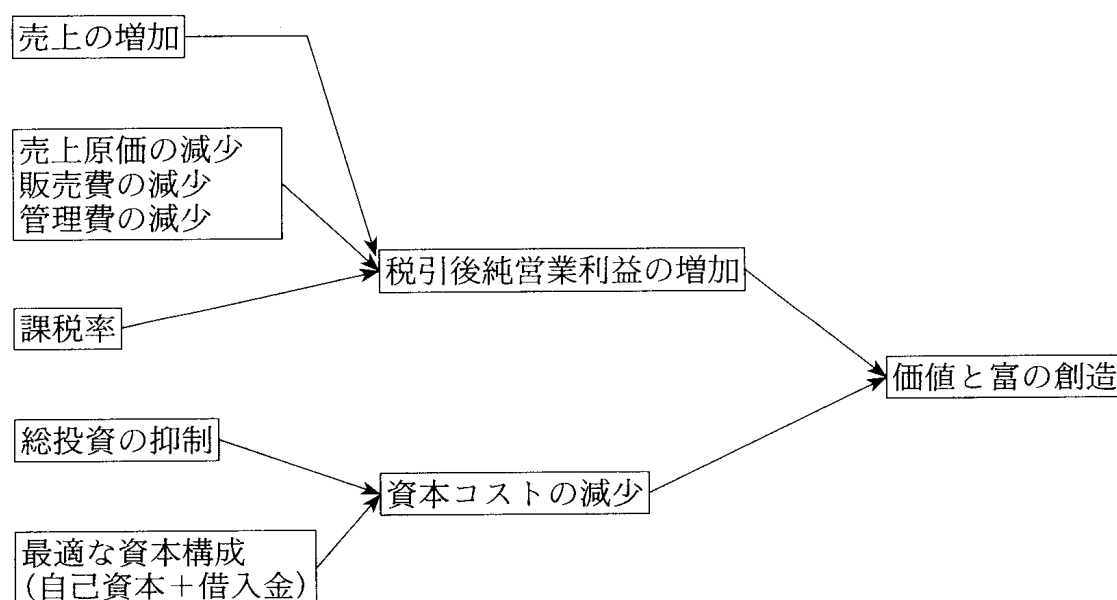 売上の増加
売上原価の減少
販売費の減少
管理費の減少
税引後純営業利益の増加
課税率
価値と富の創造
総投資の抑制
資本コストの減少
最適な資本構成
(自己資本+借入金)